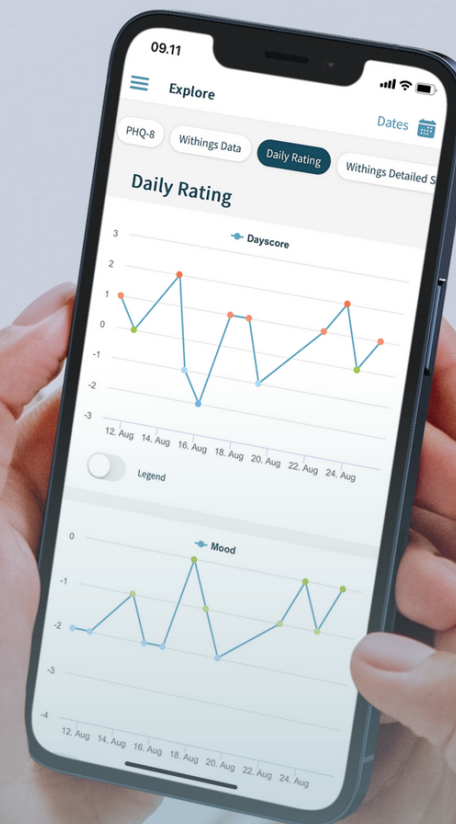 09.11
Explore
Dates
PHQ-8
Withings Data
Daily Rating
Withings Detailed S
Daily Rating
Dayscore
3
2
1
0
-1
-2
-3
12. Aug 14. Aug 16. Aug 18. Aug 20. Aug 22. Aug 24. Aug
Legend
Mood
0
-1
-2
-3
-4
12. Aug 14. Aug 16. Aug 18. Aug 20. Aug 22. Aug 24. Aug